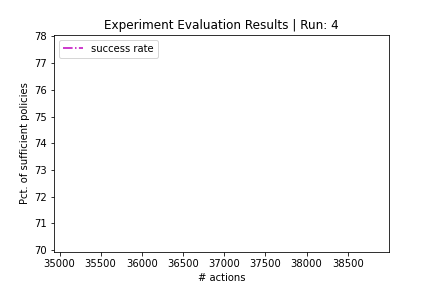 Experiment Evaluation Results | Run: 4
success rate
Pct. of sufficient policies
78
77
76
75
74
73
72
71
70
35000 35500 36000 36500 37000 37500 38000 38500
# actions